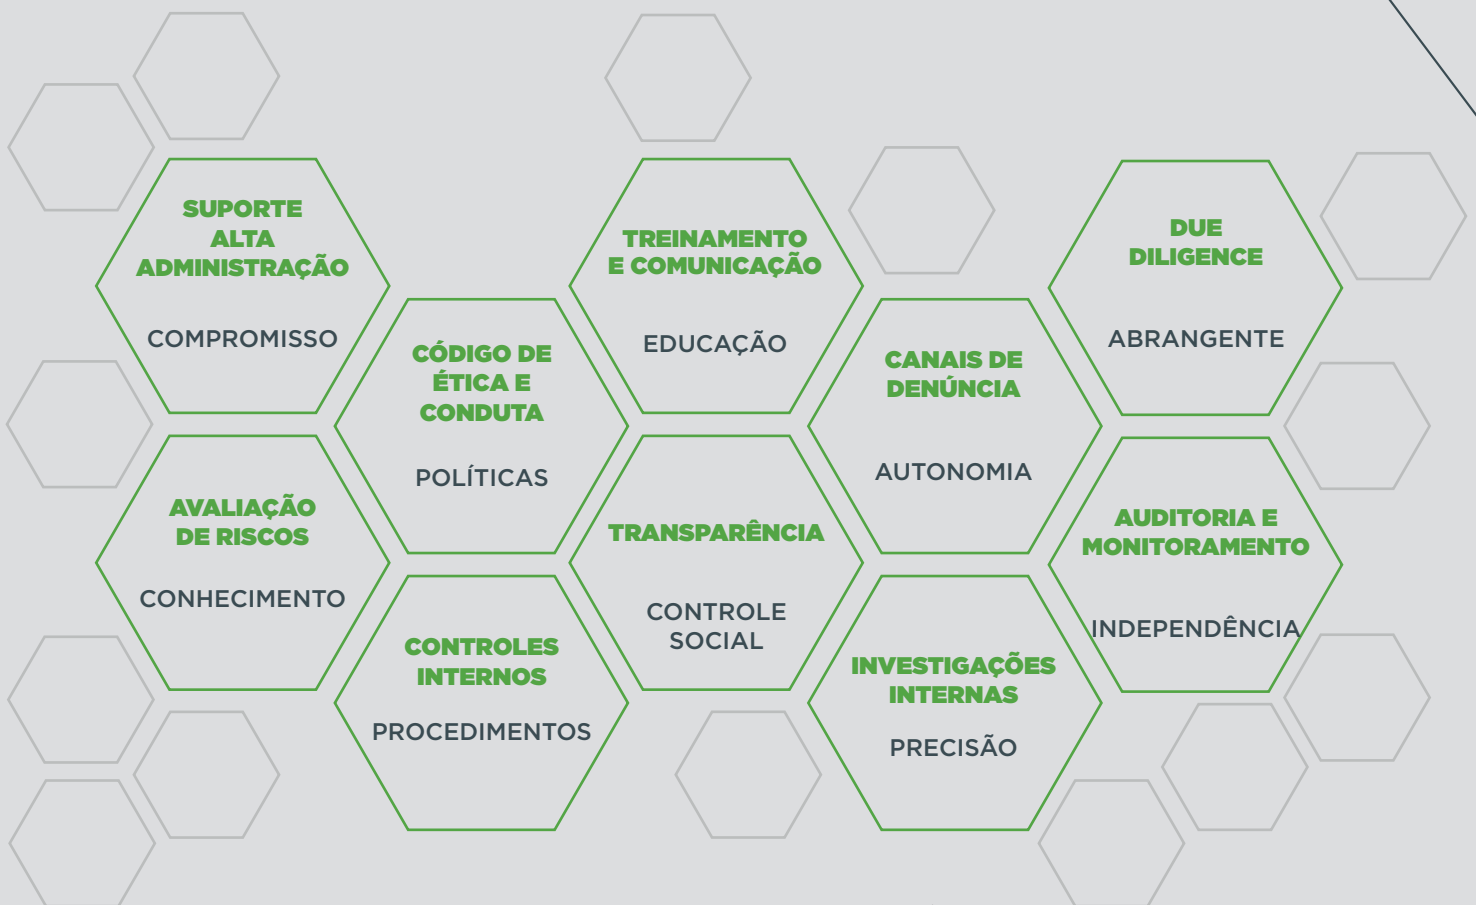 SUPORTE
ALTA
ADMINISTRAÇÃO
COMPROMISSO
AVALIAÇÃO
DE RISCOS
CONHECIMENTO
CÓDIGO DE
ÉTICA E
CONDUTA
POLÍTICAS
CONTROLES
INTERNOS
PROCEDIMENTOS
TREINAMENTO
E COMUNICAÇÃO
EDUCAÇÃO
TRANSPARÊNCIA
CONTROLE
SOCIAL
CANAIS DE
DENÚNCIA
AUTONOMIA
INVESTIGAÇÕES
INTERNAS
PRECISÃO
DUE
DILIGENCE
ABRANGENTE
AUDITORIA E
MONITORAMENTO
INDEPENDÊNCIA